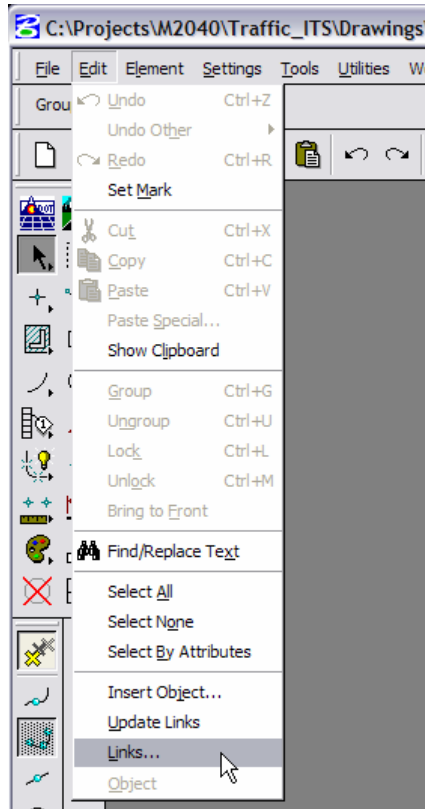 C:\Projects\M2040\Traffic_ITS\Drawings\
File Edit Element Settings Tools Utilities
Undo Ctrl+Z
Undo Other
Redo Ctrl+R
Set Mark
Cut Ctrl+X
Copy Ctrl+C
Paste Ctrl+V
Paste Special...
Show Clipboard
Group Ctrl+G
Ungroup Ctrl+U
Lock Ctrl+L
Unlock Ctrl+M
Bring to Front
Find/Replace Text
Select All
Select None
Select By Attributes
Insert Object...
Update Links
Links...
Object